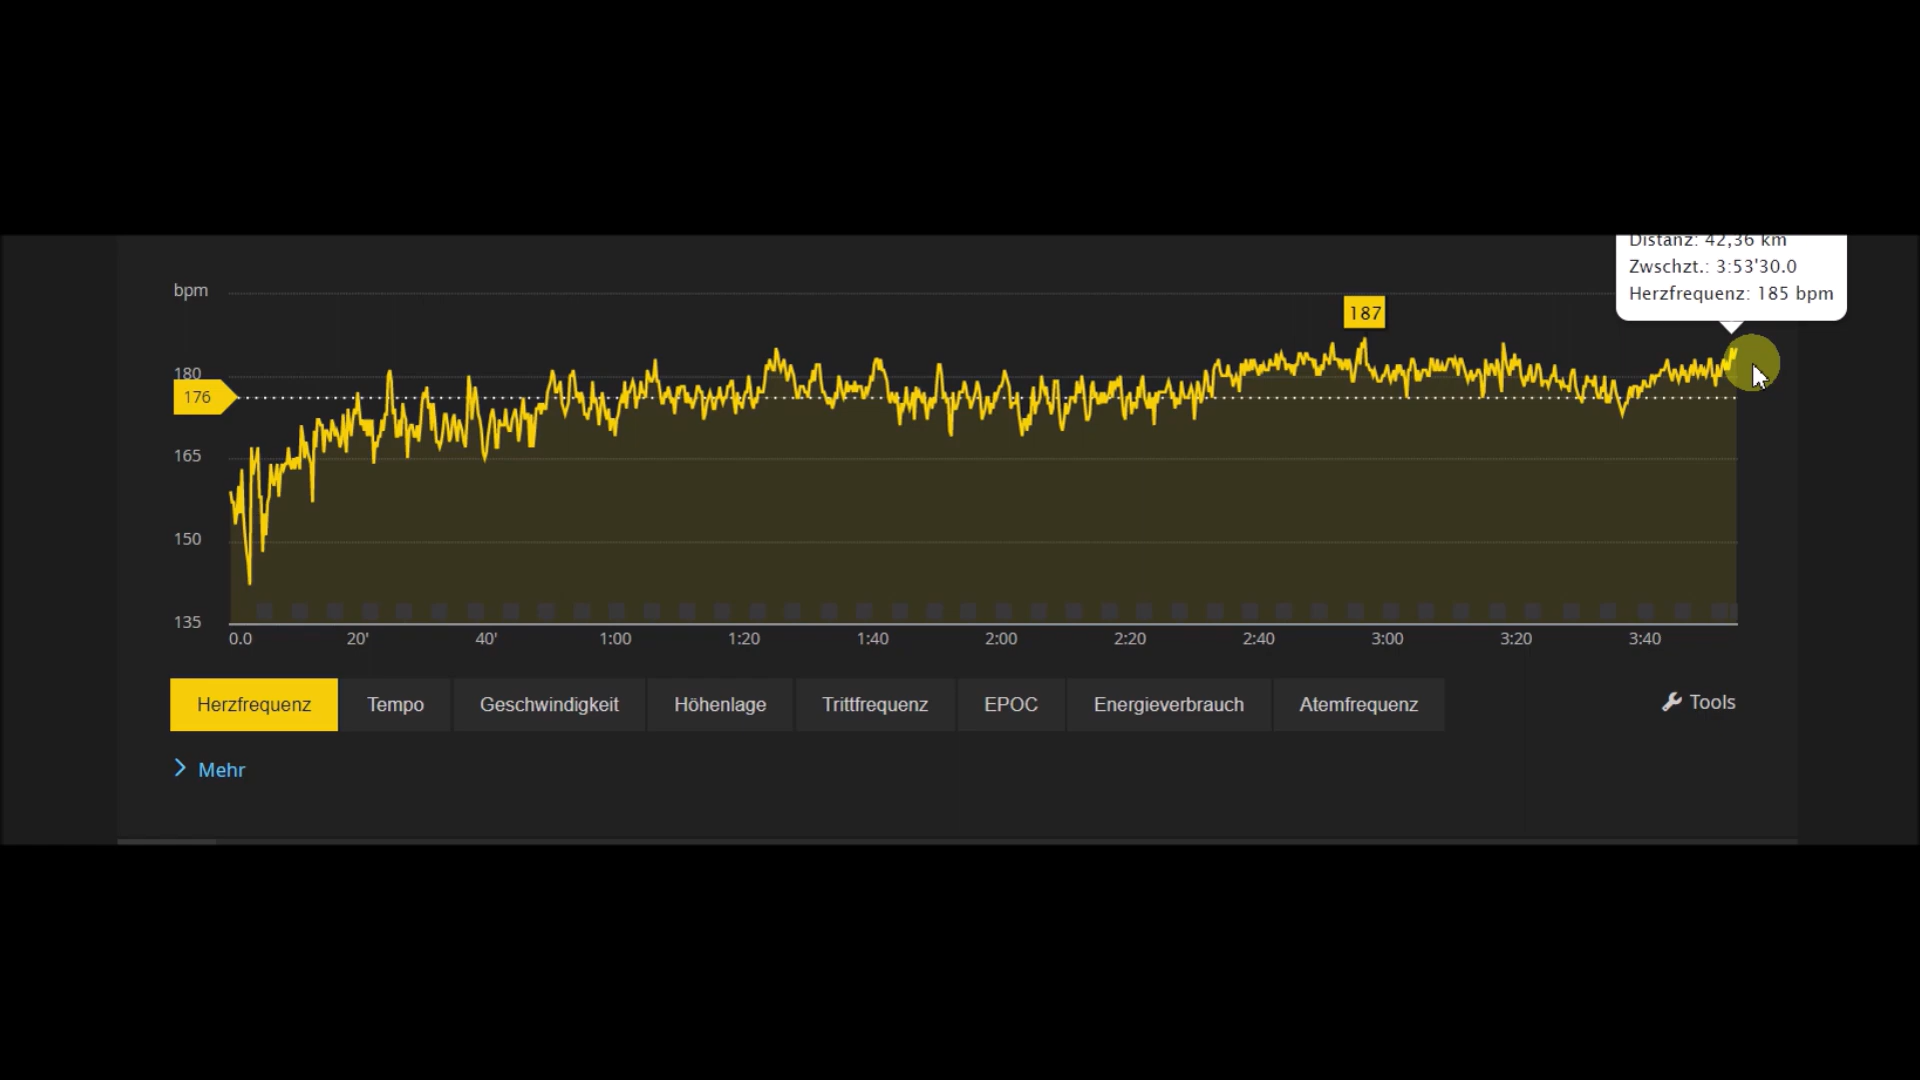 Distanz: 42,36 km
Zwschzt.: 3:53'30.0
Herzfrequenz: 185 bpm
bpm
187
180
176
165
150
135
0.0 20' 40' 1:00 1:20 1:40 2:00 2:20 2:40 3:00 3:20 3:40
Herzfrequenz Tempo Geschwindigkeit Höhenlage Trittfrequenz EPOC Energieverbrauch Atemfrequenz Tools
Mehr